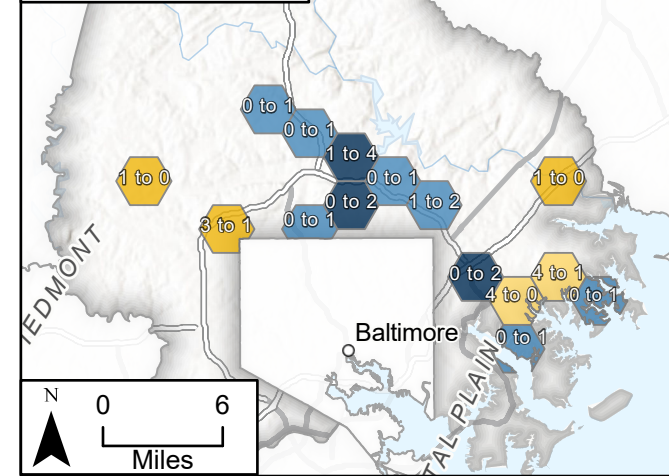 0 to 1
0 to 1
1 to 4
1 to 0
0 to 1
1 to 0
0 to 2
1 to 2
3 to 1
0 to 1
IEDMONT
0 to 2
4 to 1
4 to 0
0 to 1
Baltimore
0 to 1
TAL PLAIN
N
0 6
Miles